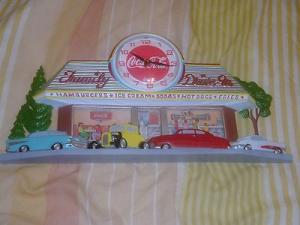 Coca-Cola
Family Drive-In
HAMBURGERS • ICE CREAM • SODAS • HOT DOGS • FRIES